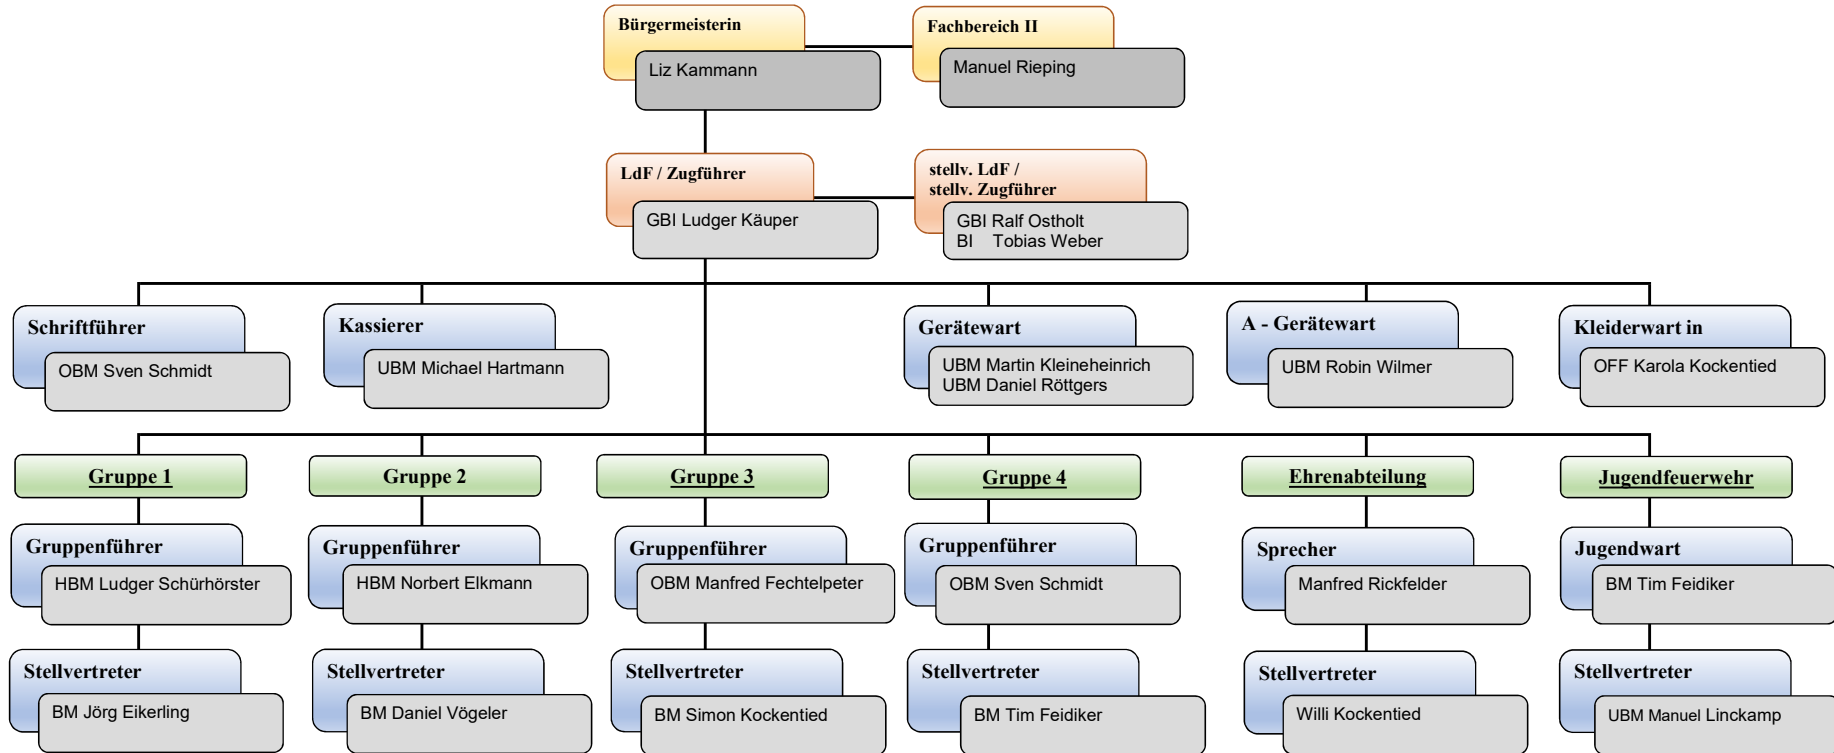 Bürgermeisterin
Liz Kammann
Fachbereich II
Manuel Rieping
LdF / Zugführer
GBI Ludger Käuper
stellv. LdF /
stellv. Zugführer
GBI Ralf Ostholt
BI Tobias Weber
Schriftführer
OBM Sven Schmidt
Kassierer
UBM Michael Hartmann
Gerätewart
UBM Martin Kleineheinrich
UBM Daniel Röttgers
A - Gerätewart
UBM Robin Wilmer
Kleiderwart in
OFF Karola Kockentied
Gruppe 1
Gruppe 2
Gruppe 3
Gruppe 4
Ehrenabteilung
Jugendfeuerwehr
Gruppenführer
HBM Ludger Schürhörster
Gruppenführer
HBM Norbert Elkmann
Gruppenführer
OBM Manfred Fechtelpeter
Gruppenführer
OBM Sven Schmidt
Sprecher
Manfred Rickfelder
Jugendwart
BM Tim Feidiker
Stellvertreter
BM Jörg Eikerling
Stellvertreter
BM Daniel Vögeler
Stellvertreter
BM Simon Kockentied
Stellvertreter
BM Tim Feidiker
Stellvertreter
Willi Kockentied
Stellvertreter
UBM Manuel Linckamp